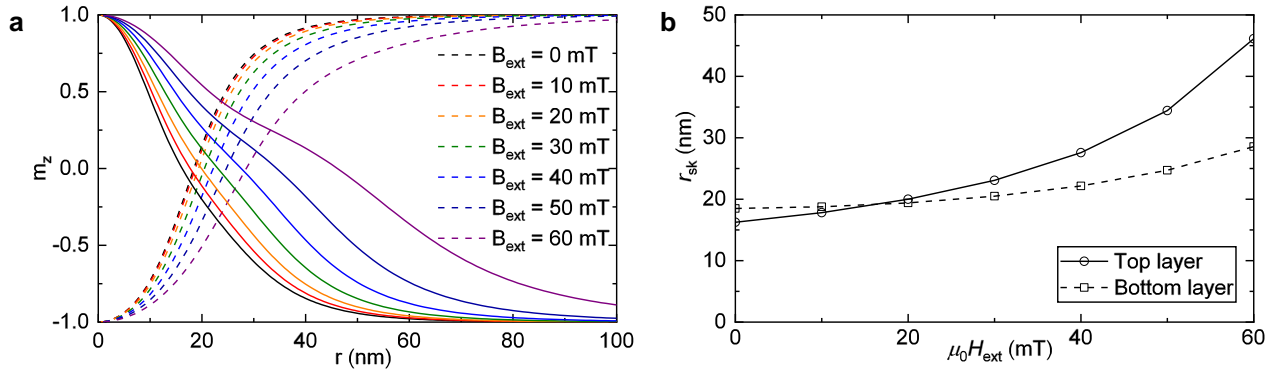 a
1.0
0.5
0.0
-0.5
-1.0
m_z
0
20
40
60
80
100
r (nm)
B_ext = 0 mT
B_ext = 10 mT
B_ext = 20 mT
B_ext = 30 mT
B_ext = 40 mT
B_ext = 50 mT
B_ext = 60 mT
b
50
40
30
20
10
0
r_sk (nm)
0
20
40
60
μ₀H_ext (mT)
Top layer
Bottom layer